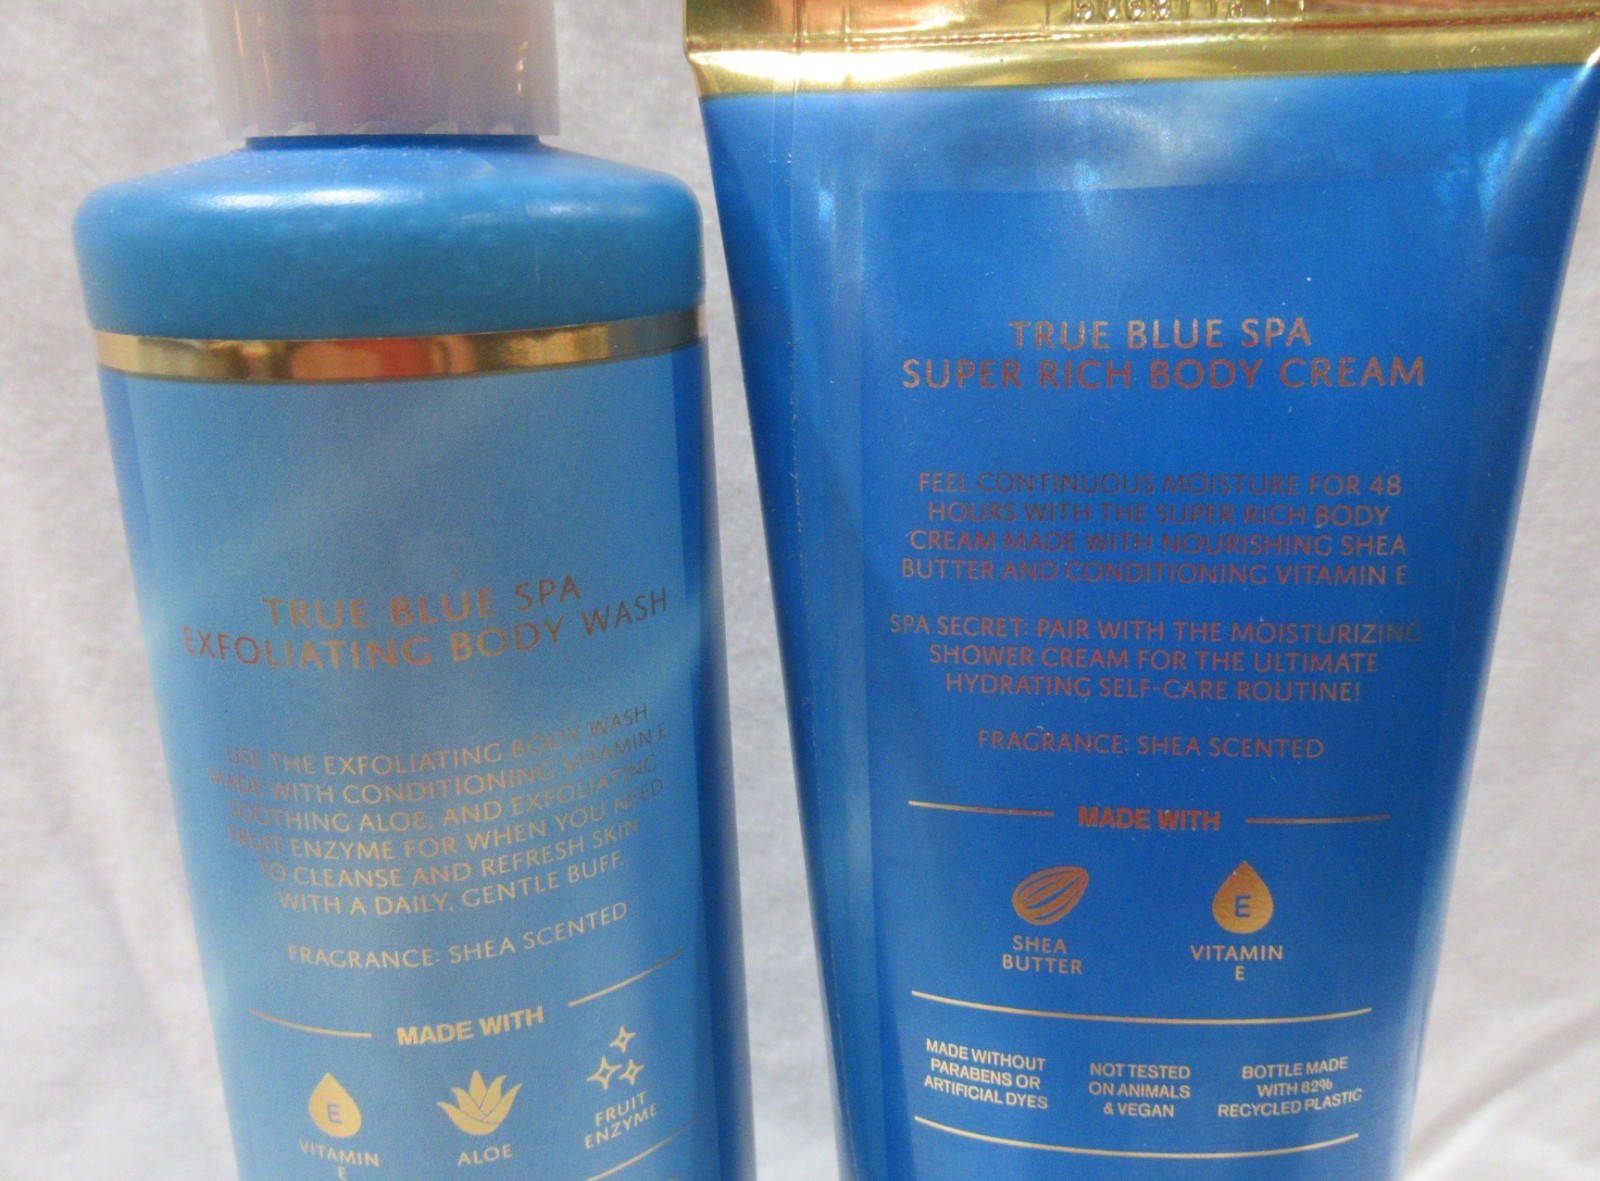 TRUE BLUE SPA
EXFOLIATING BODY WASH
USE THE EXFOLIATING BODY WASH
MADE WITH CONDITIONING VITAMIN E,
SOOTHING ALOE, AND EXFOLIATING
FRUIT ENZYME FOR WHEN YOU NEED
TO CLEANSE AND REFRESH SKIN
WITH A DAILY, GENTLE BUFF.
FRAGRANCE: SHEA SCENTED
MADE WITH
E
VITAMIN
E
ALOE
FRUIT
ENZYME
TRUE BLUE SPA
SUPER RICH BODY CREAM
FEEL CONTINUOUS MOISTURE FOR 48
HOURS WITH THE SUPER RICH BODY
CREAM MADE WITH NOURISHING SHEA
BUTTER AND CONDITIONING VITAMIN E
SPA SECRET: PAIR WITH THE MOISTURIZING
SHOWER CREAM FOR THE ULTIMATE
HYDRATING SELF-CARE ROUTINE!
FRAGRANCE: SHEA SCENTED
MADE WITH
SHEA
BUTTER
E
VITAMIN
E
MADE WITHOUT
PARABENS OR
ARTIFICIAL DYES
NOT TESTED
ON ANIMALS
& VEGAN
BOTTLE MADE
WITH 82%
RECYCLED PLASTIC